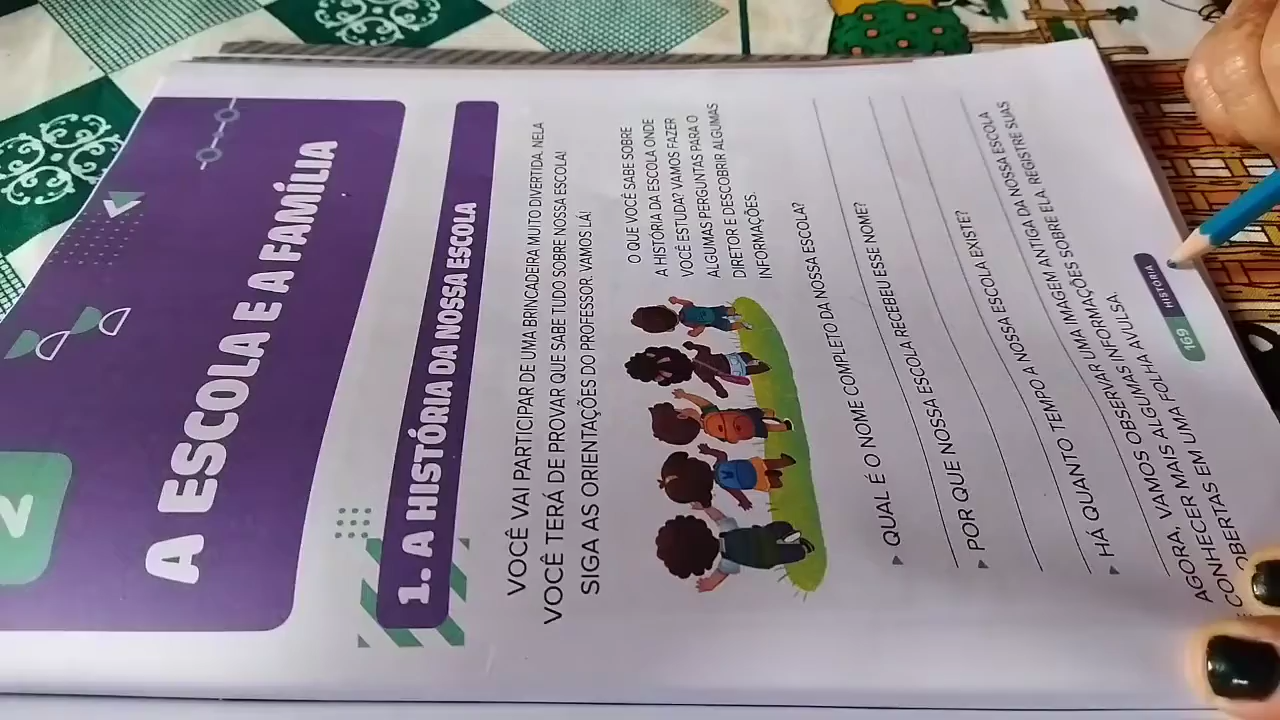 2
A ESCOLA E A FAMÍLIA
1. A HISTÓRIA DA NOSSA ESCOLA
VOCÊ VAI PARTICIPAR DE UMA BRINCADEIRA MUITO DIVERTIDA. NELA
VOCÊ TERÁ DE PROVAR QUE SABE TUDO SOBRE NOSSA ESCOLA!
SIGA AS ORIENTAÇÕES DO PROFESSOR. VAMOS LÁ!
O QUE VOCÊ SABE SOBRE
A HISTÓRIA DA ESCOLA ONDE
VOCÊ ESTUDA? VAMOS FAZER
ALGUMAS PERGUNTAS PARA O
DIRETOR E DESCOBRIR ALGUMAS
INFORMAÇÕES.
▸ QUAL É O NOME COMPLETO DA NOSSA ESCOLA?
▸ POR QUE NOSSA ESCOLA RECEBEU ESSE NOME?
▸ HÁ QUANTO TEMPO A NOSSA ESCOLA EXISTE?
AGORA, VAMOS OBSERVAR UMA IMAGEM ANTIGA DA NOSSA ESCOLA
E CONHECER MAIS ALGUMAS INFORMAÇÕES SOBRE ELA. REGISTRE SUAS
OBERTAS EM UMA FOLHA AVULSA.
169 HISTÓRIA